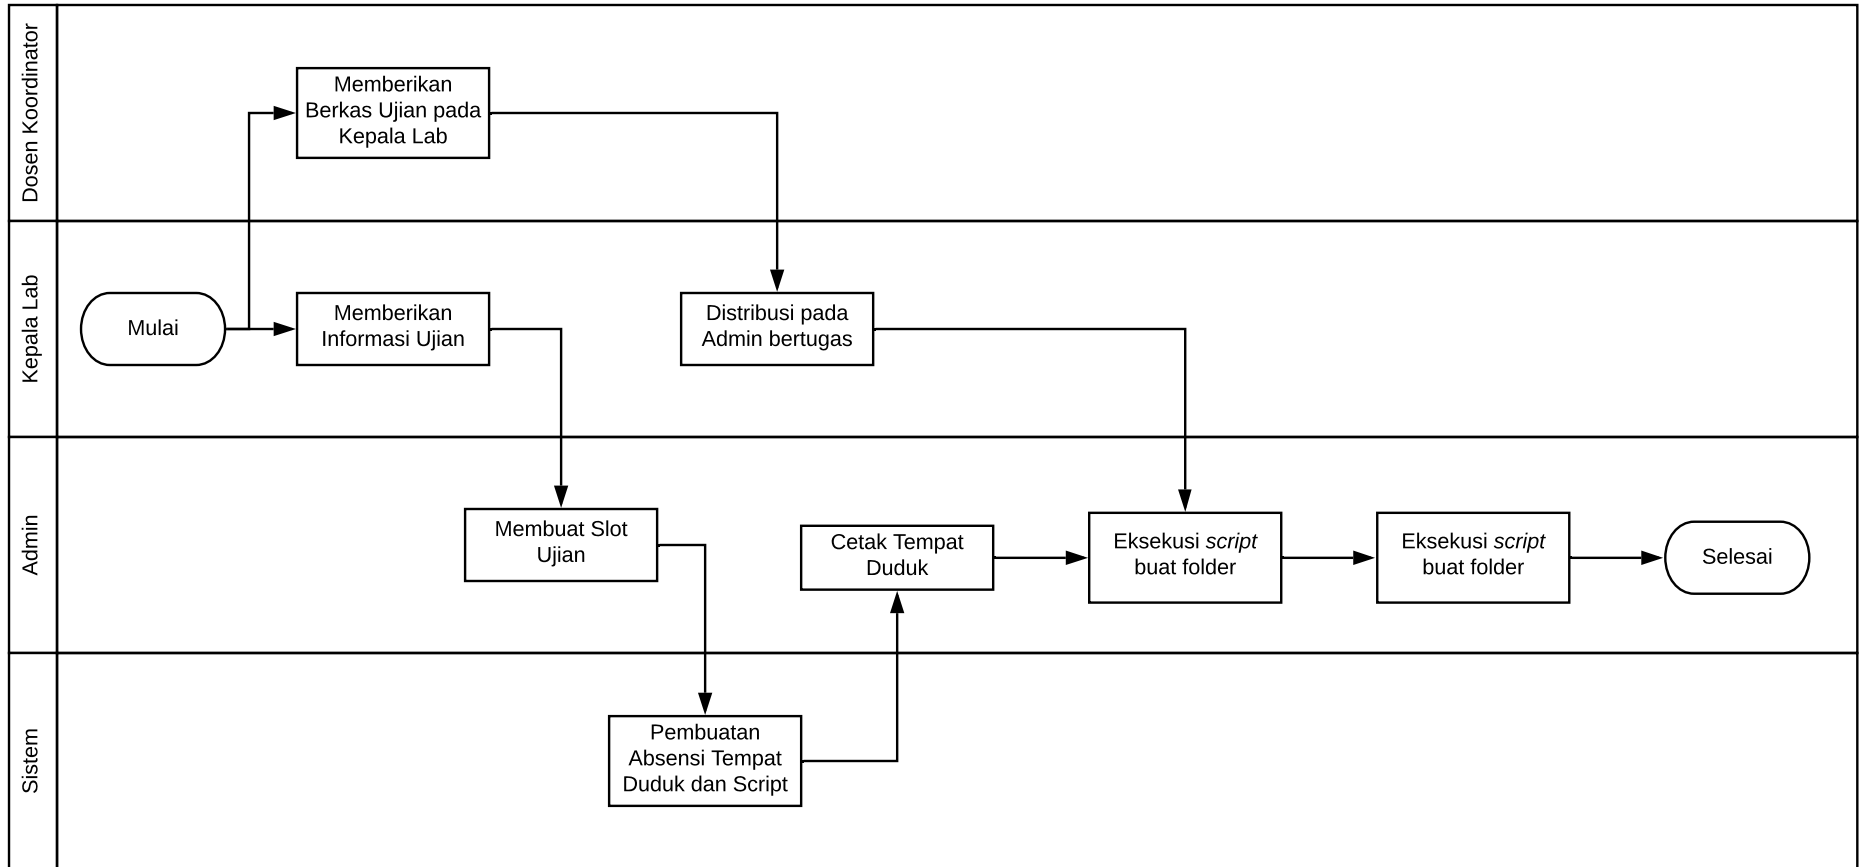 Dosen Koordinator
Memberikan
Berkas Ujian pada
Kepala Lab
Kepala Lab
Mulai
Memberikan
Informasi Ujian
Distribusi pada
Admin bertugas
Admin
Membuat Slot
Ujian
Cetak Tempat
Duduk
Eksekusi script
buat folder
Eksekusi script
buat folder
Selesai
Sistem
Pembuatan
Absensi Tempat
Duduk dan Script